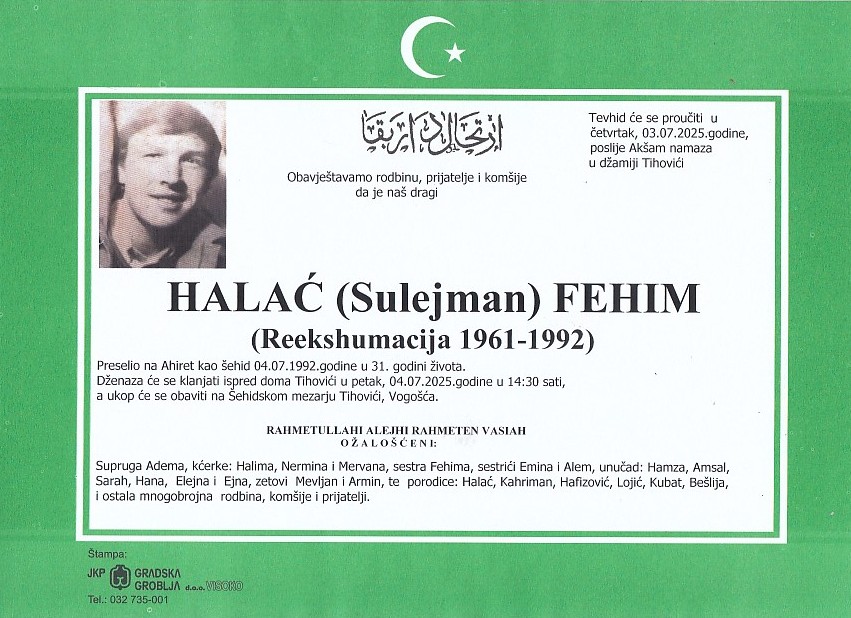 ارتحال دار بقا
Tevhid će se proučiti u
četvrtak, 03.07.2025.godine,
poslije Akšam namaza
u džamiji Tihovići
Obavještavamo rodbinu, prijatelje i komšije
da je naš dragi
HALAĆ (Sulejman) FEHIM
(Reekshumacija 1961-1992)
Preselio na Ahiret kao šehid 04.07.1992.godine u 31. godini života.
Dženaza će se klanjati ispred doma Tihovići u petak, 04.07.2025.godine u 14:30 sati,
a ukop će se obaviti na Šehidskom mezarju Tihovići, Vogošća.
RAHMETULLAHI ALEJHI RAHMETEN VASIAH
OŽALOŠĆENI:
Supruga Adema, kćerke: Halima, Nermina i Mervana, sestra Fehima, sestrići Emina i Alem, unučad: Hamza, Amsal,
Sarah, Hana, Elejna i Ejna, zetovi Mevljan i Armin, te porodice: Halać, Kahriman, Hafizović, Lojić, Kubat, Bešlija,
i ostala mnogobrojna rodbina, komšije i prijatelji.
Štampa:
JKP GRADSKA
GROBLJA d.o.o. VISOKO
Tel.: 032 735-001